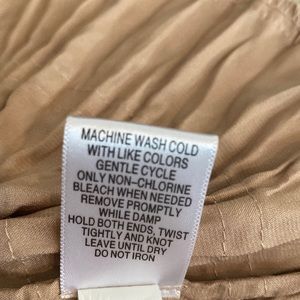 MACHINE WASH COLD
WITH LIKE COLORS
GENTLE CYCLE
ONLY NON-CHLORINE
BLEACH WHEN NEEDED
REMOVE PROMPTLY
WHILE DAMP
HOLD BOTH ENDS, TWIST
TIGHTLY AND KNOT
LEAVE UNTIL DRY
DO NOT IRON